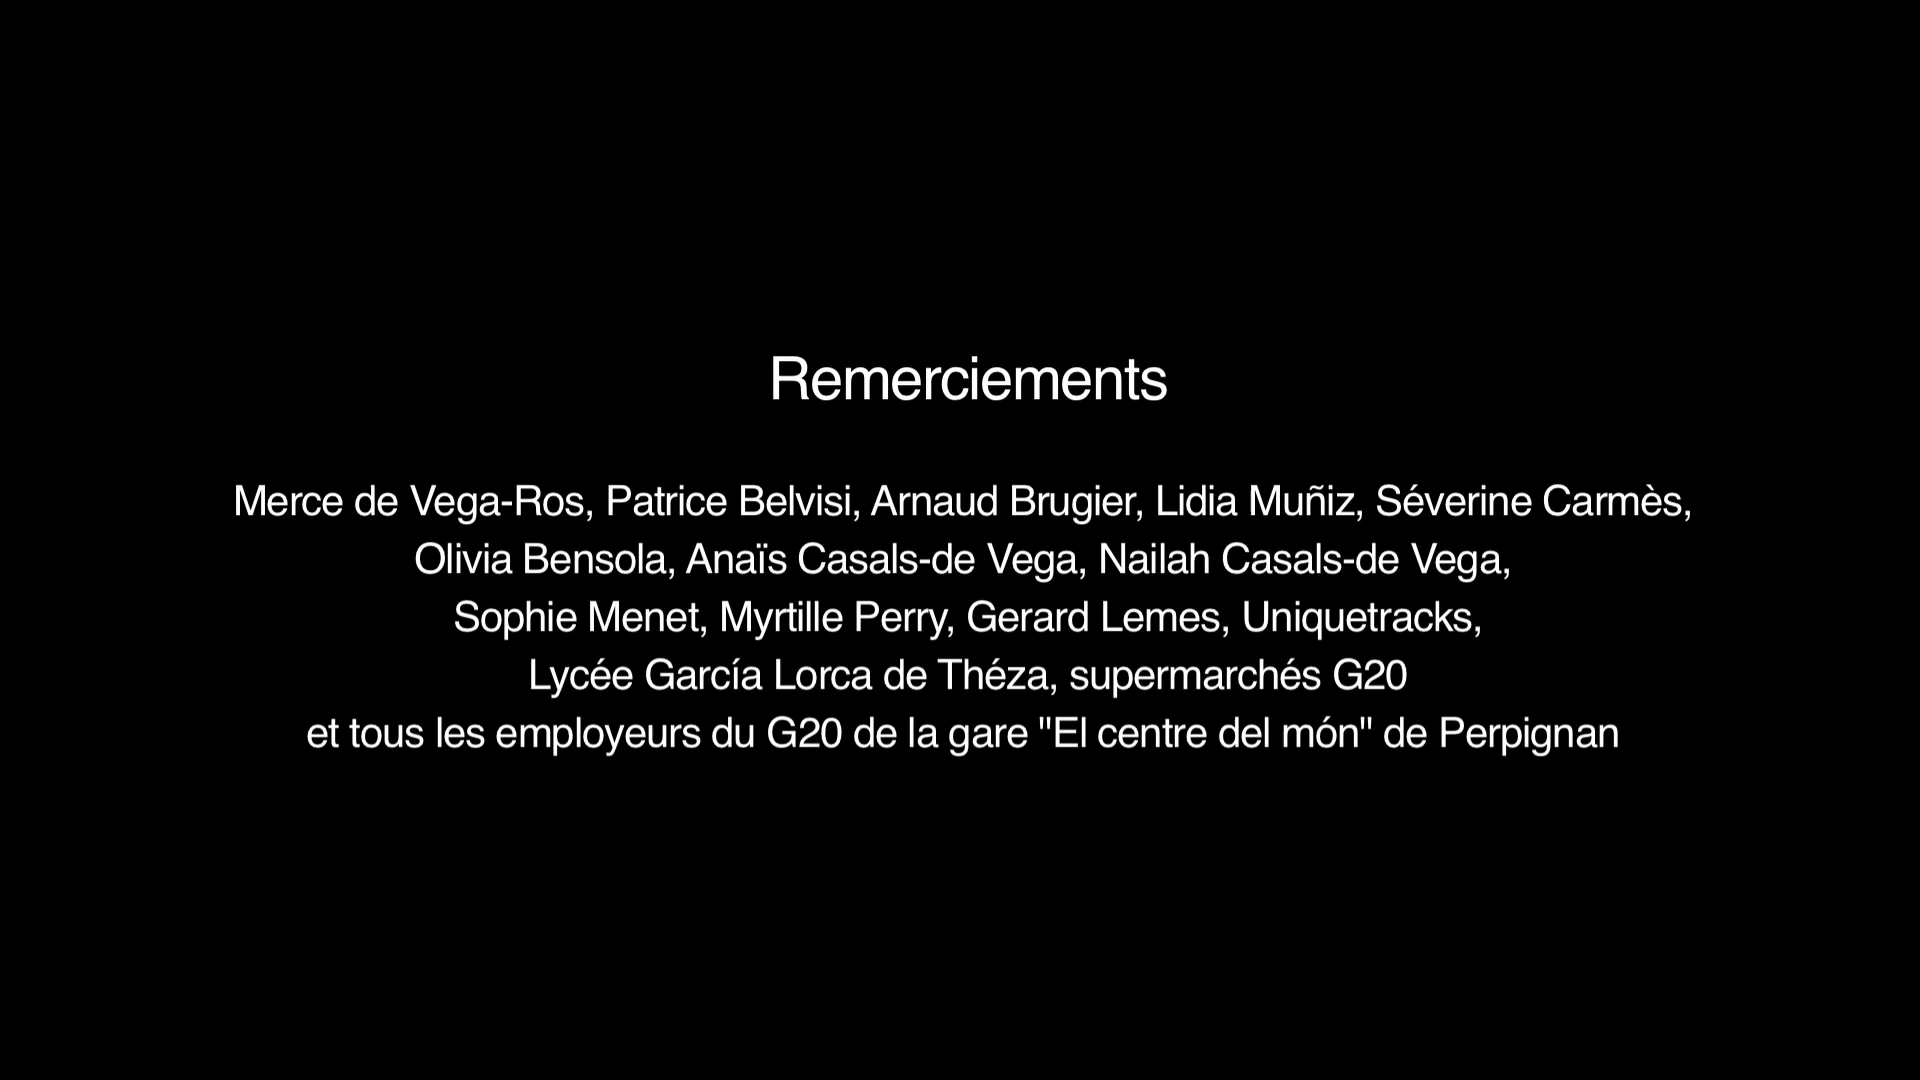 Remerciements
Merce de Vega-Ros, Patrice Belvisi, Arnaud Brugier, Lidia Muñiz, Séverine Carmès,
Olivia Bensola, Anaïs Casals-de Vega, Nailah Casals-de Vega,
Sophie Menet, Myrtille Perry, Gerard Lemes, Uniquetracks,
Lycée García Lorca de Théza, supermarchés G20
et tous les employeurs du G20 de la gare "El centre del món" de Perpignan